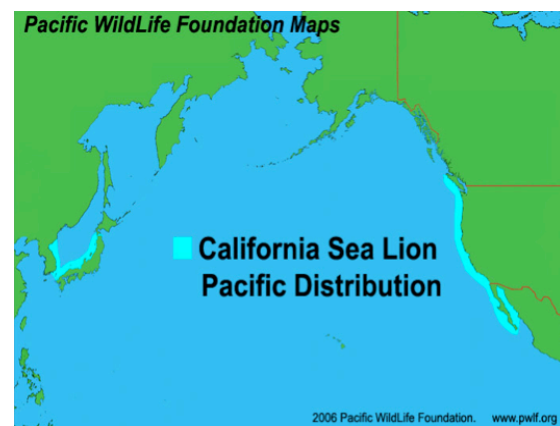 Pacific WildLife Foundation Maps
California Sea Lion
Pacific Distribution
2006 Pacific WildLife Foundation. www.pwlf.org